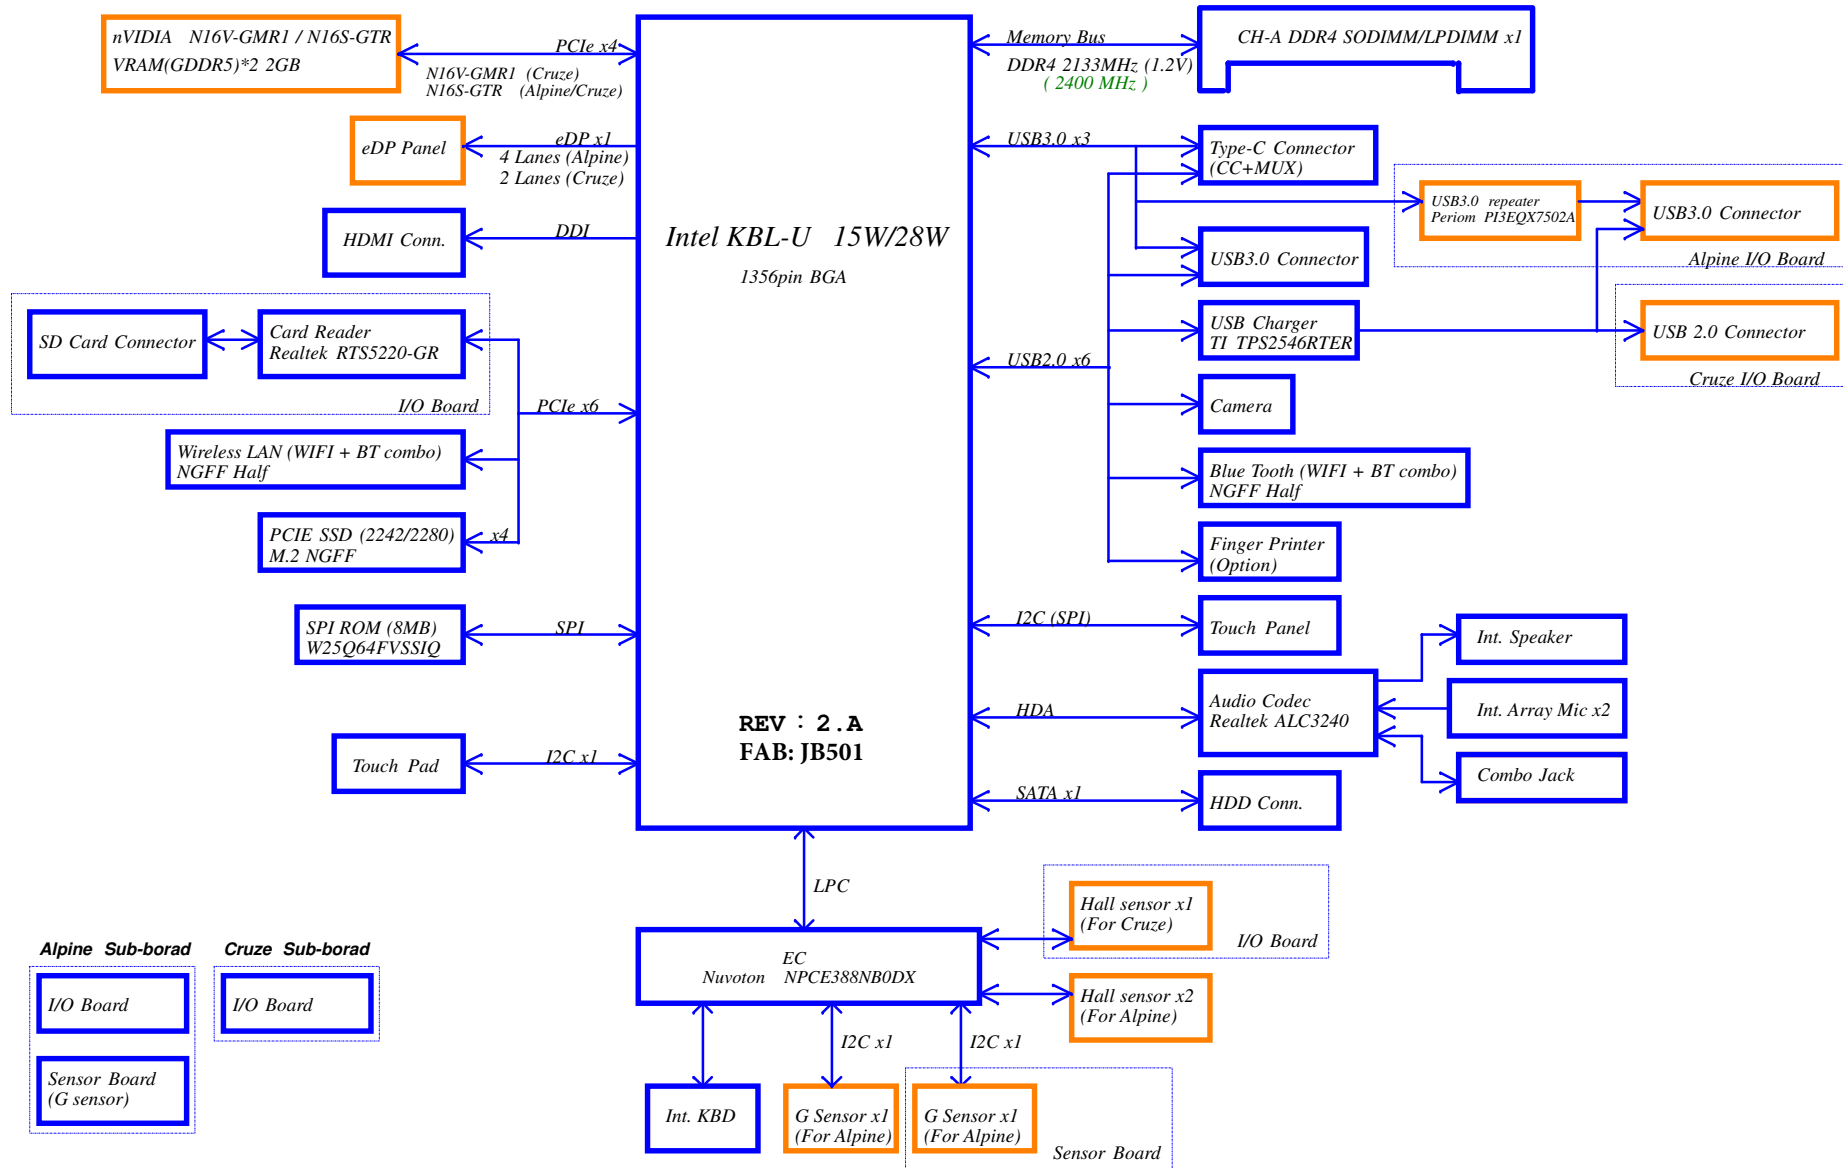 nVIDIA N16V-GMR1 / N16S-GTR
VRAM(GDDR5)*2 2GB
PCIe x4
N16V-GMR1 (Cruze)
N16S-GTR (Alpine/Cruze)
eDP Panel
eDP x1
4 Lanes (Alpine)
2 Lanes (Cruze)
HDMI Conn.
DDI
SD Card Connector
Card Reader
Realtek RTS5220-GR
I/O Board
PCIe x6
Wireless LAN (WIFI + BT combo)
NGFF Half
PCIE SSD (2242/2280)
M.2 NGFF
x4
SPI ROM (8MB)
W25Q64FVSSIQ
SPI
Touch Pad
I2C x1
Intel KBL-U 15W/28W
1356pin BGA
REV : 2.A
FAB: JB501
Memory Bus
DDR4 2133MHz (1.2V)
( 2400 MHz )
CH-A DDR4 SODIMM/LPDIMM x1
USB3.0 x3
Type-C Connector
(CC+MUX)
USB3.0 repeater
Periom PI3EQX7502A
USB3.0 Connector
Alpine I/O Board
USB3.0 Connector
USB Charger
TI TPS2546RTER
USB 2.0 Connector
Cruze I/O Board
USB2.0 x6
Camera
Blue Tooth (WIFI + BT combo)
NGFF Half
Finger Printer
(Option)
I2C (SPI)
Touch Panel
HDA
Audio Codec
Realtek ALC3240
Int. Speaker
Int. Array Mic x2
Combo Jack
SATA x1
HDD Conn.
LPC
EC
Nuvoton NPCE388NB0DX
Hall sensor x1
(For Cruze)
I/O Board
Hall sensor x2
(For Alpine)
I2C x1
I2C x1
Int. KBD
G Sensor x1
(For Alpine)
G Sensor x1
(For Alpine)
Sensor Board
Alpine Sub-borad
I/O Board
Sensor Board
(G sensor)
Cruze Sub-borad
I/O Board